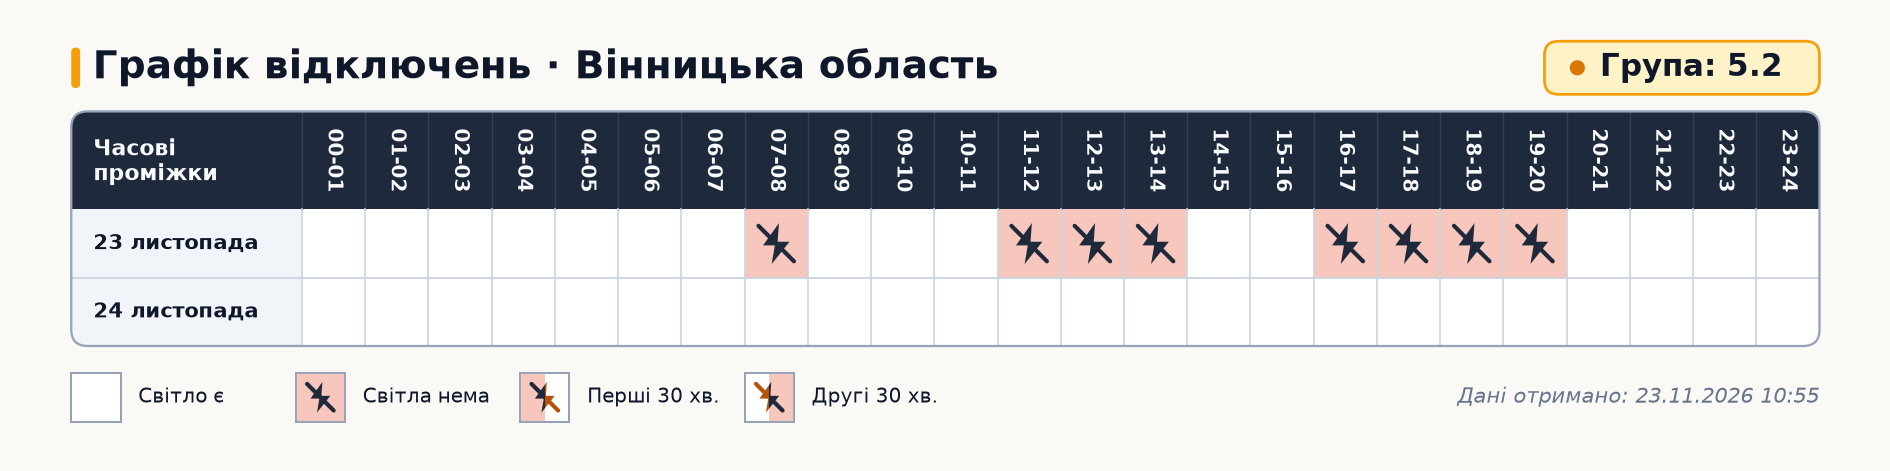 Графік відключень · Вінницька область
Група: 5.2
Часові
проміжки
00-01
01-02
02-03
03-04
04-05
05-06
06-07
07-08
08-09
09-10
10-11
11-12
12-13
13-14
14-15
15-16
16-17
17-18
18-19
19-20
20-21
21-22
22-23
23-24
23 листопада
24 листопада
Світло є
Світла нема
Перші 30 хв.
Другі 30 хв.
Дані отримано: 23.11.2026 10:55